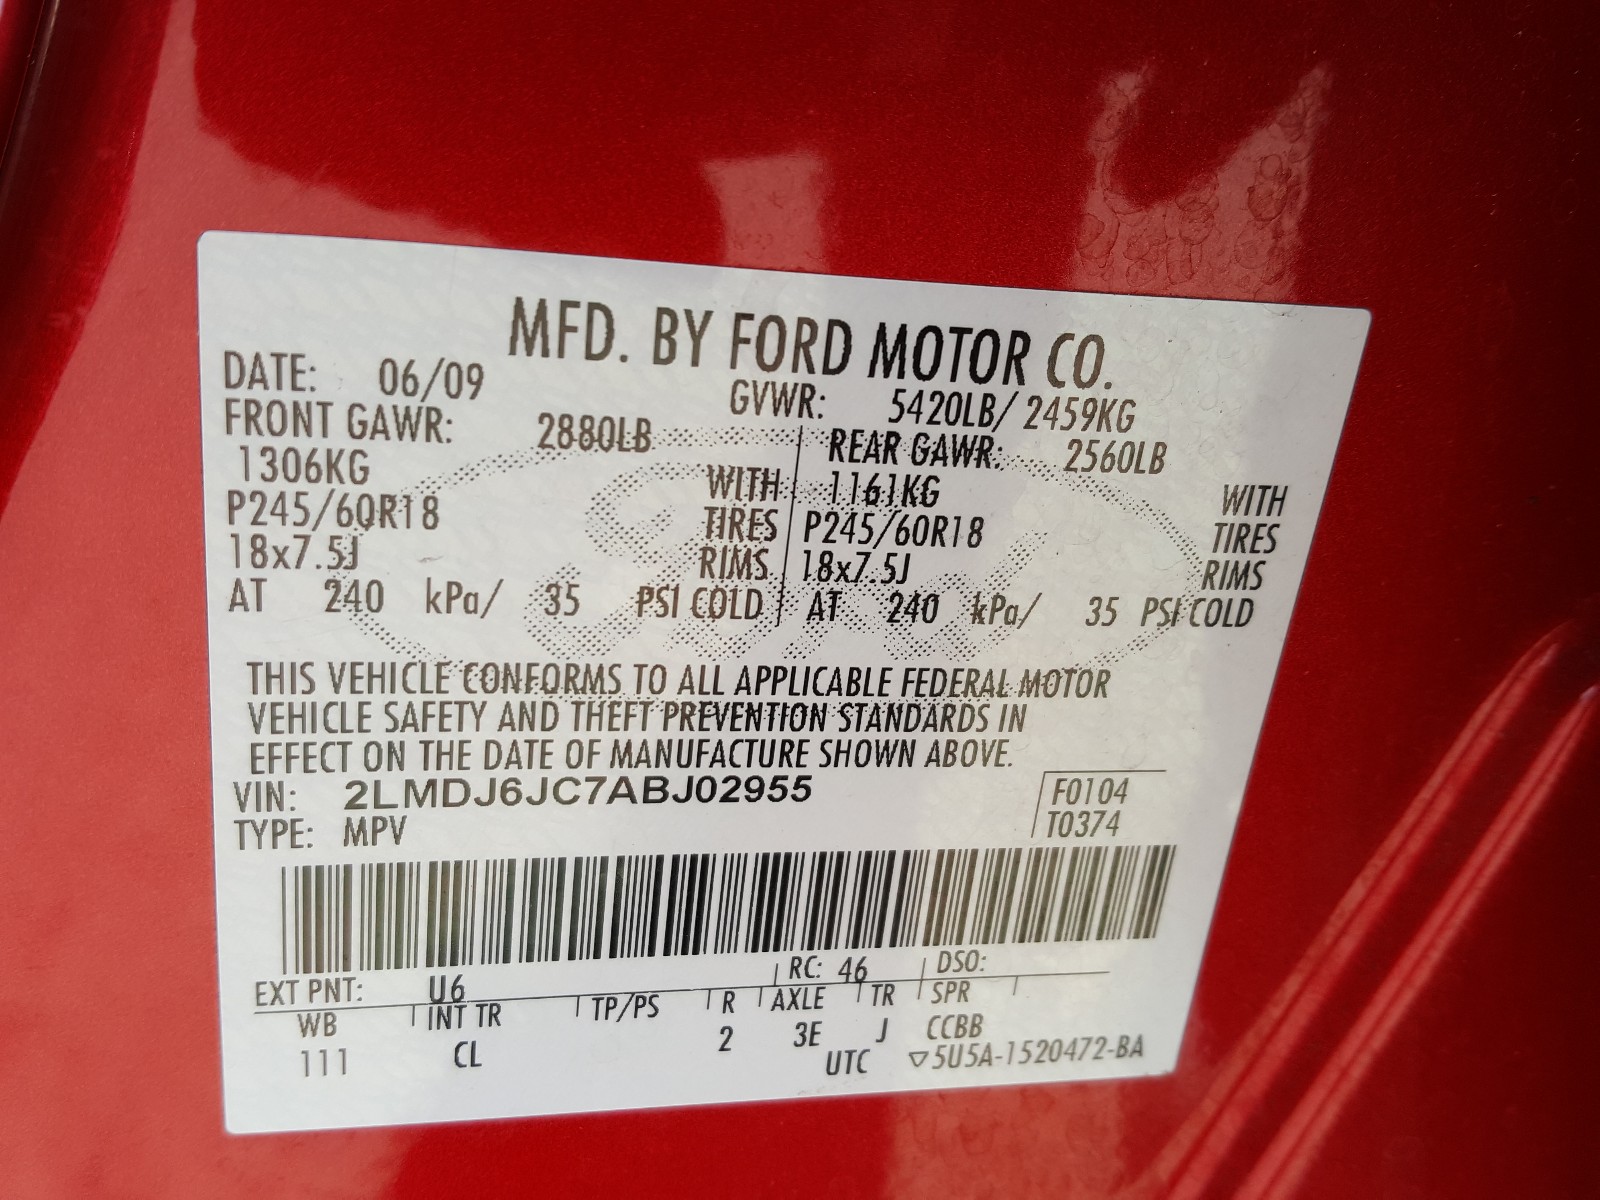 MFD. BY FORD MOTOR CO.
DATE: 06/09 GVWR: 5420LB/ 2459KG
FRONT GAWR: 2880LB REAR GAWR: 2560LB
1306KG WITH 1161KG WITH
P245/60R18 TIRES P245/60R18 TIRES
18x7.5J RIMS 18x7.5J RIMS
AT 240 kPa/ 35 PSI COLD AT 240 kPa/ 35 PSI COLD
THIS VEHICLE CONFORMS TO ALL APPLICABLE FEDERAL MOTOR
VEHICLE SAFETY AND THEFT PREVENTION STANDARDS IN
EFFECT ON THE DATE OF MANUFACTURE SHOWN ABOVE.
VIN: 2LMDJ6JC7ABJ02955 F0104
TYPE: MPV T0374
EXT PNT: U6 RC: 46 DSO:
WB INT TR TP/PS R AXLE TR SPR
111 CL 2 3E J CCBB
UTC ▽5U5A-1520472-BA